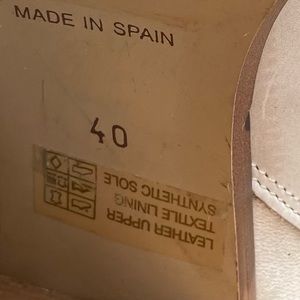 MADE IN SPAIN
40
LEATHER UPPER
TEXTILE LINING
SYNTHETIC SOLE